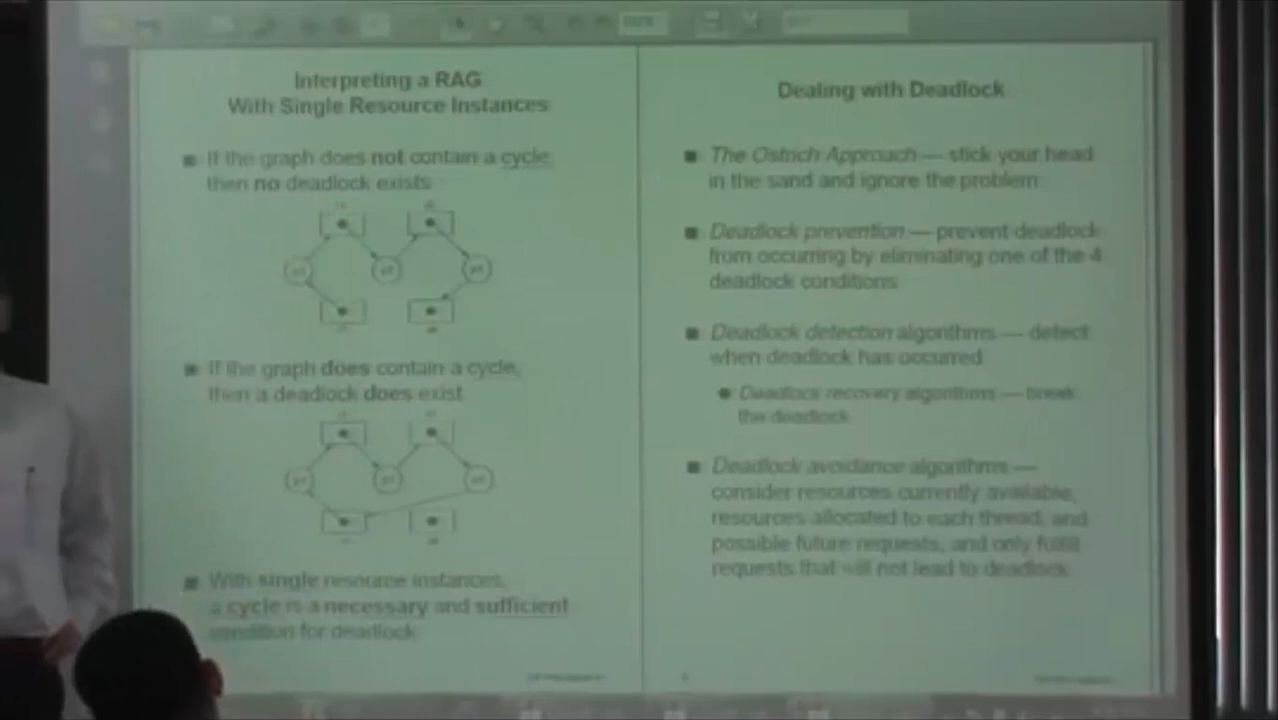 Interpreting a RAG
With Single Resource Instances
■ If the graph does not contain a cycle,
then no deadlock exists
■ If the graph does contain a cycle,
then a deadlock does exist
■ With single resource instances,
a cycle is a necessary and sufficient
condition for deadlock
Dealing with Deadlock
■ The Ostrich Approach — stick your head
in the sand and ignore the problem
■ Deadlock prevention — prevent deadlock
from occurring by eliminating one of the 4
deadlock conditions
■ Deadlock detection algorithms — detect
when deadlock has occurred
● Deadlock recovery algorithms — break
the deadlock
■ Deadlock avoidance algorithms —
consider resources currently available,
resources allocated to each thread, and
possible future requests, and only fulfill
requests that will not lead to deadlock